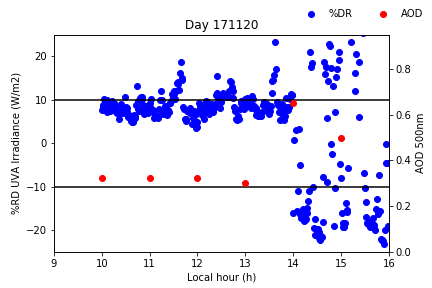 %DR AOD
Day 171120
%RD UVA Irradiance (W/m2)
20
10
0
−10
−20
0.8
0.6
0.4
0.2
0.0
AOD 500nm
9 10 11 12 13 14 15 16
Local hour (h)